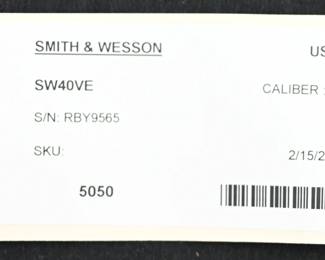 SMITH & WESSON
US
SW40VE
CALIBER :
S/N: RBY9565
SKU:
2/15/2
5050